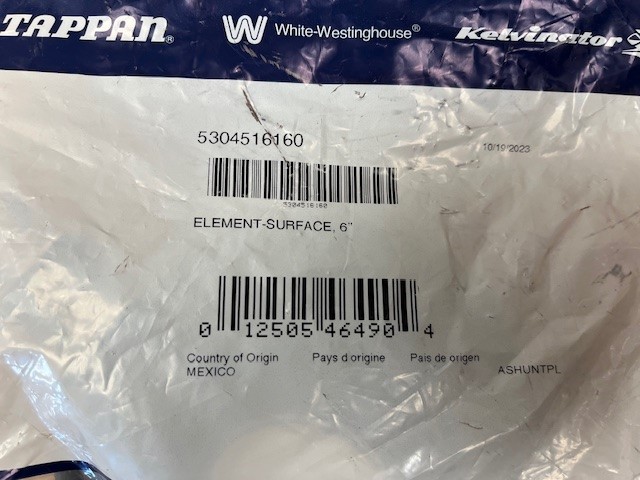 TAPPAN® White-Westinghouse® Kelvinator
5304516160 10/19/2023
5304516160
ELEMENT-SURFACE, 6"
0 12505 46490 4
Country of Origin Pays d origine Pais de origen
MEXICO ASHUNTPL